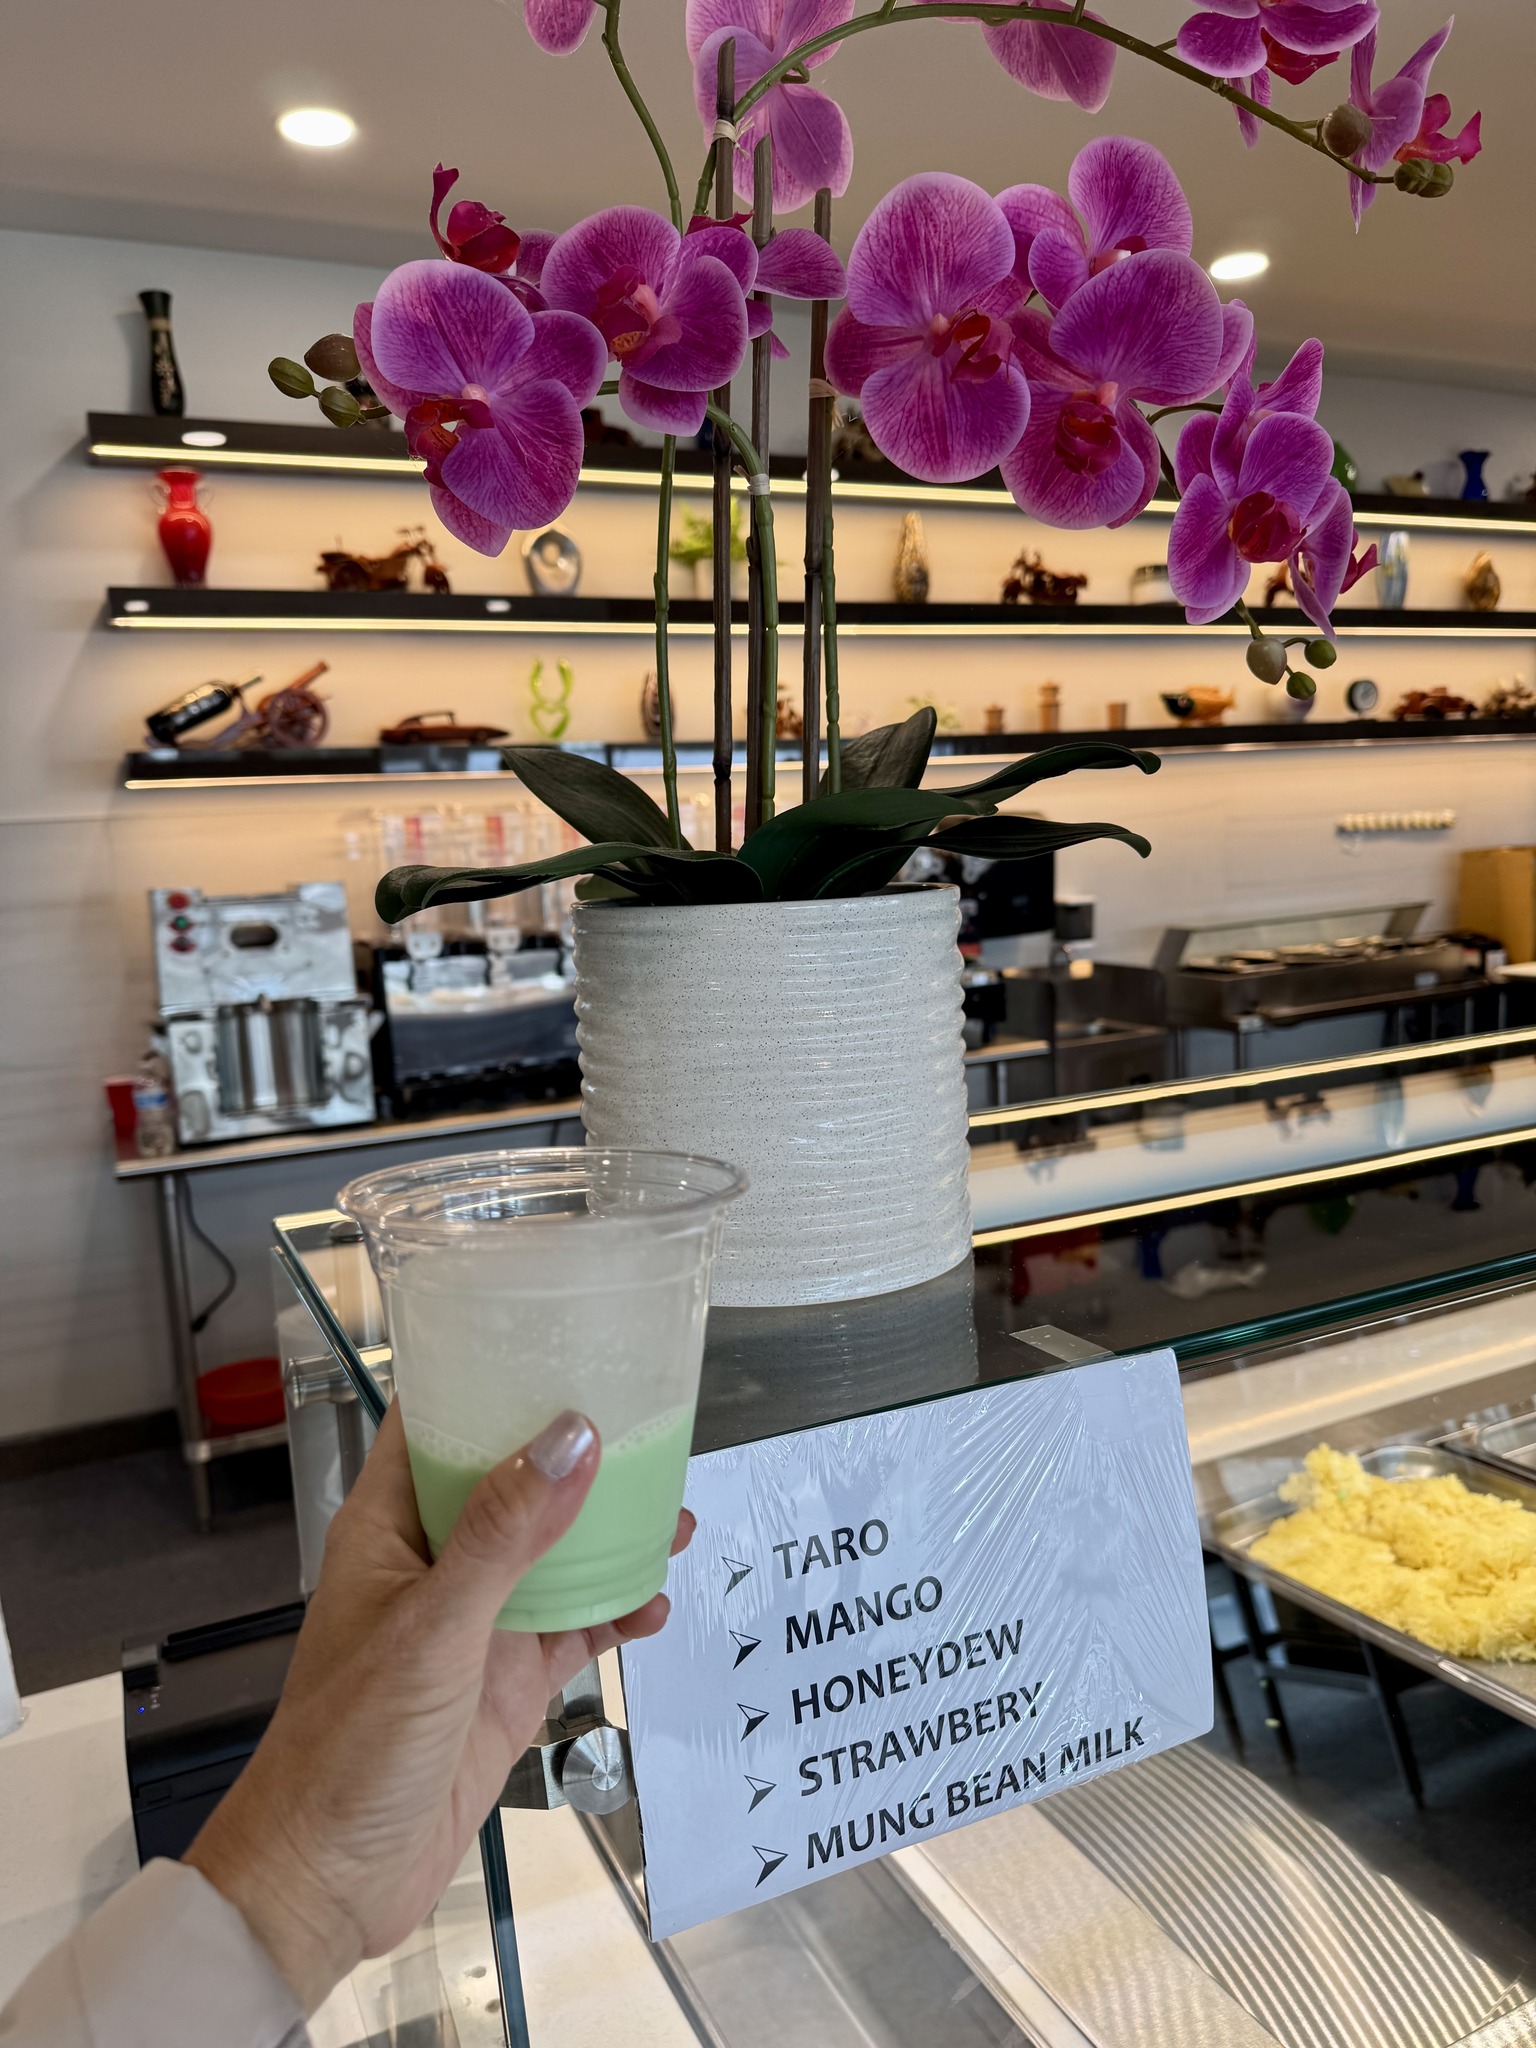 TARO
MANGO
HONEYDEW
STRAWBERY
MUNG BEAN MILK